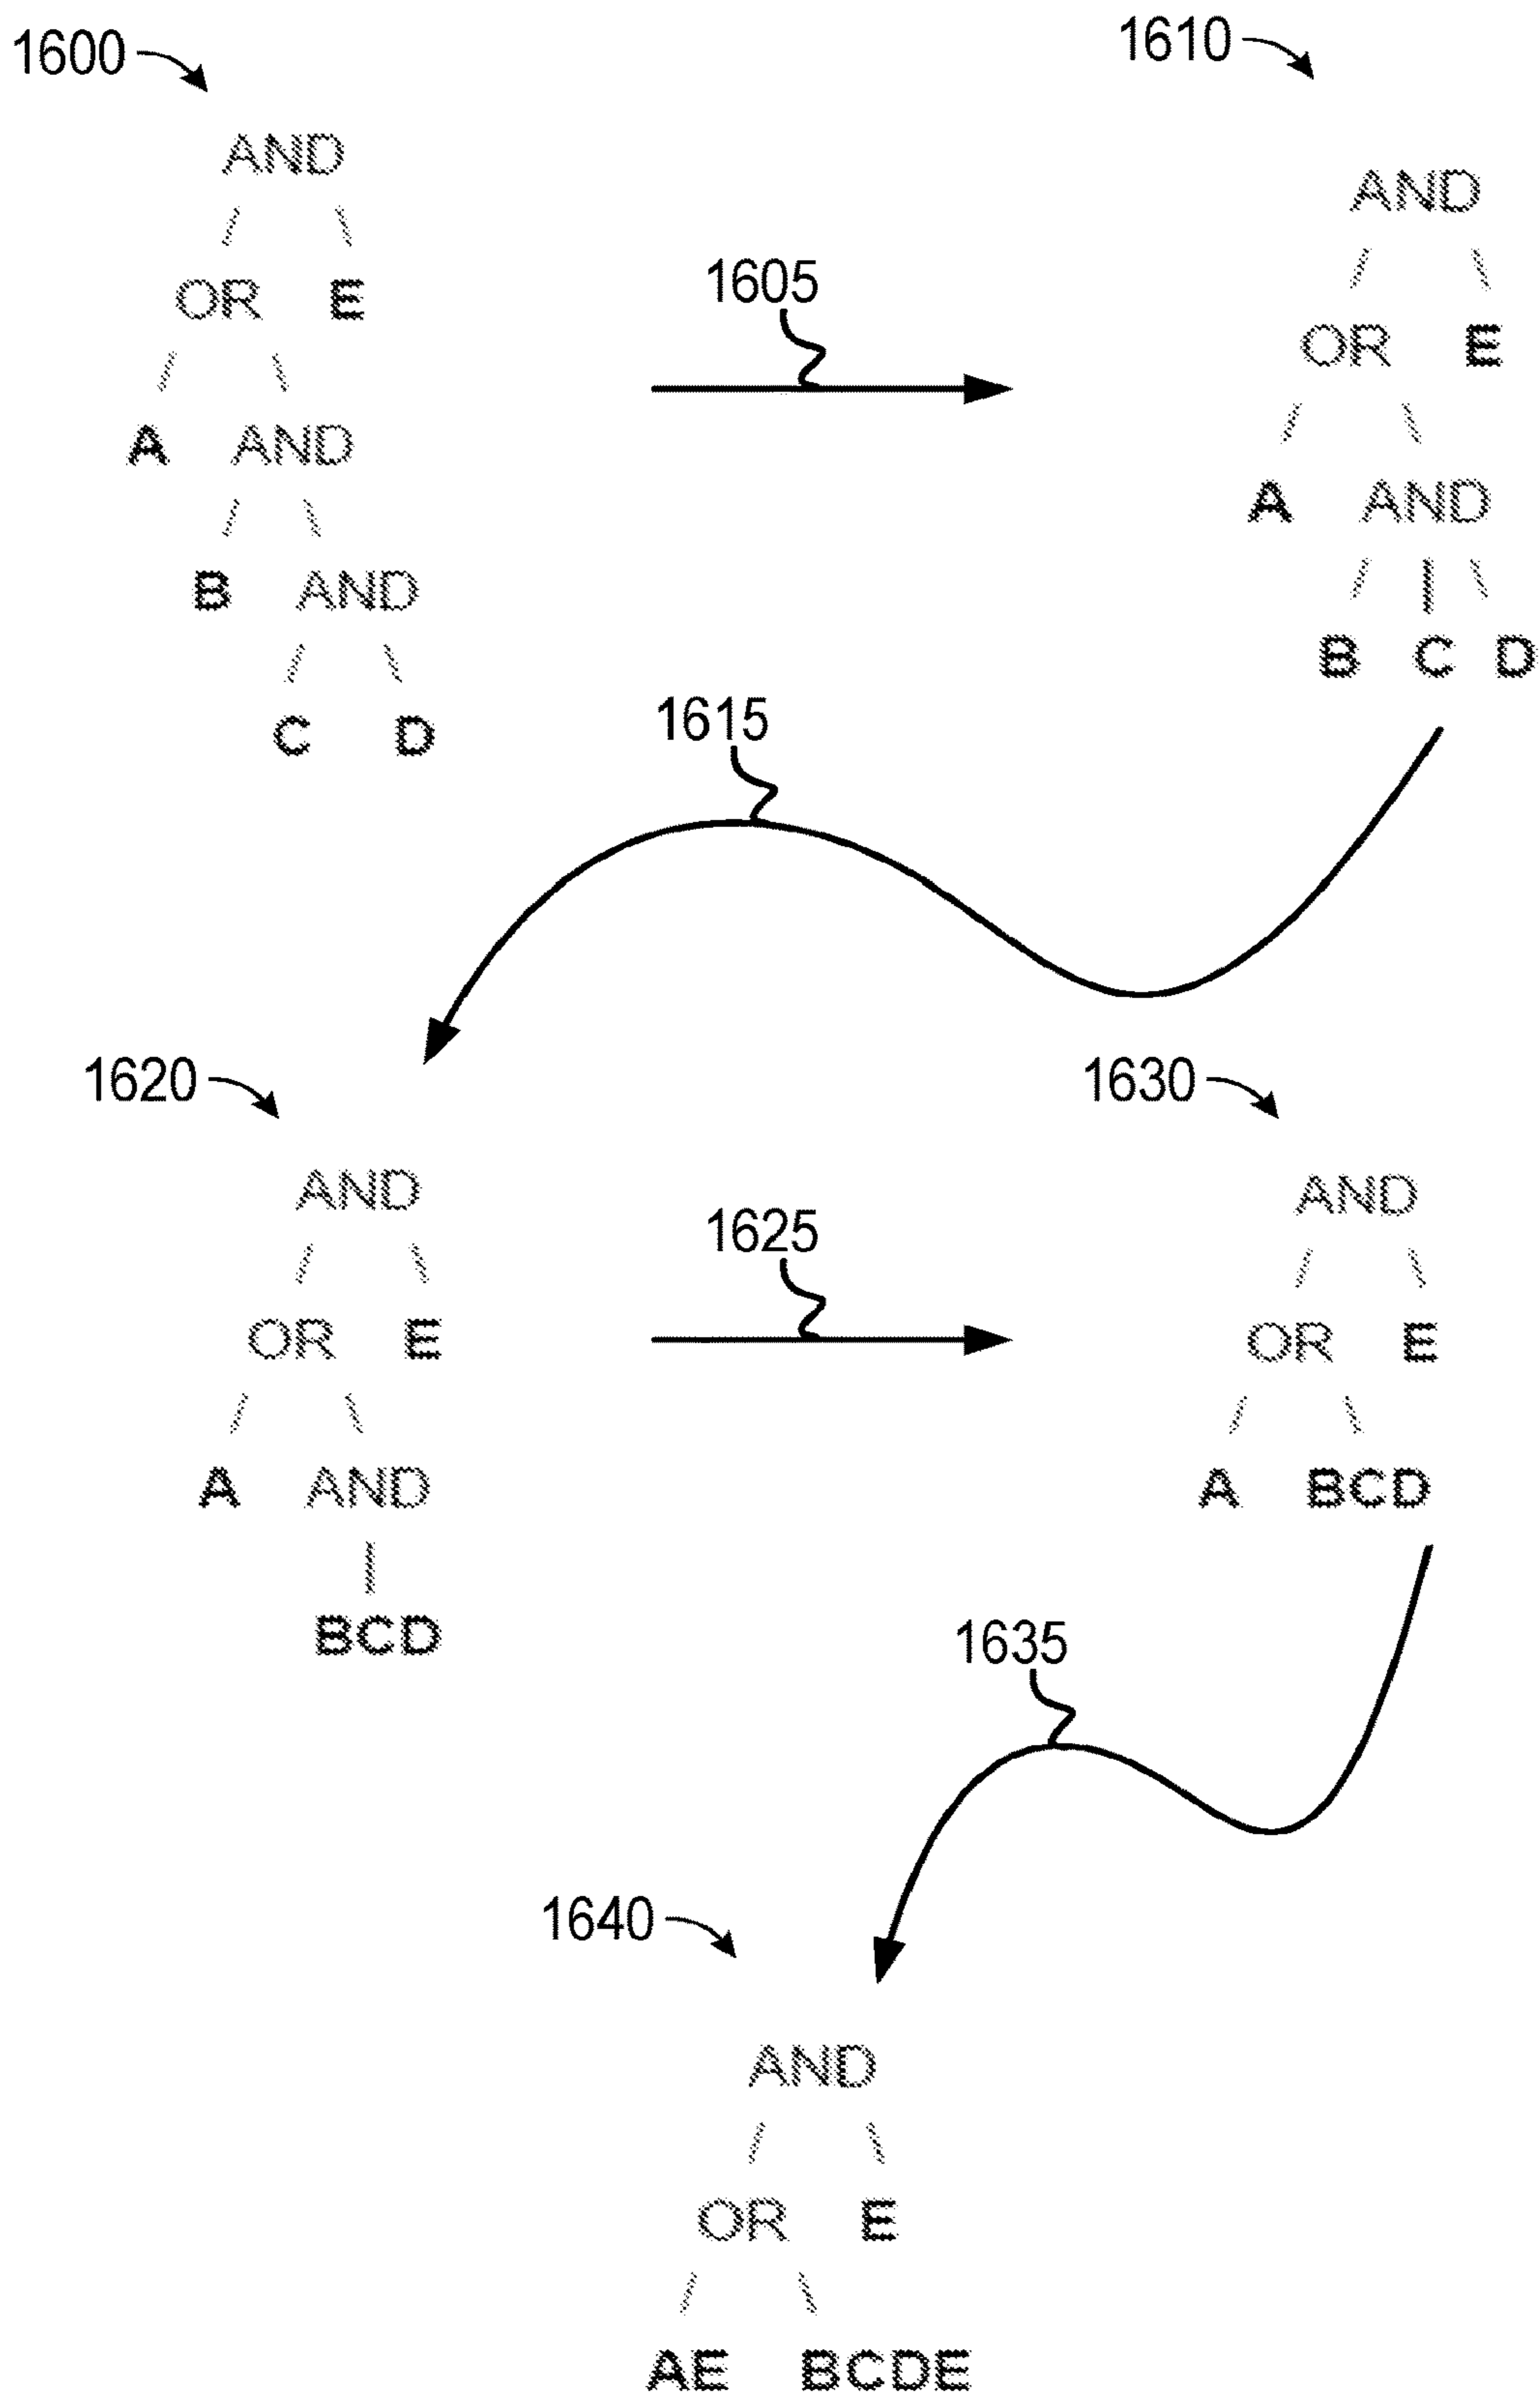 1600
AND
OR E
A AND
B AND
C D
1605
1610
AND
OR E
A AND
B C D
1615
1620
AND
OR E
A AND
BCD
1625
1630
AND
OR E
A BCD
1635
1640
AND
OR E
AE BCDE